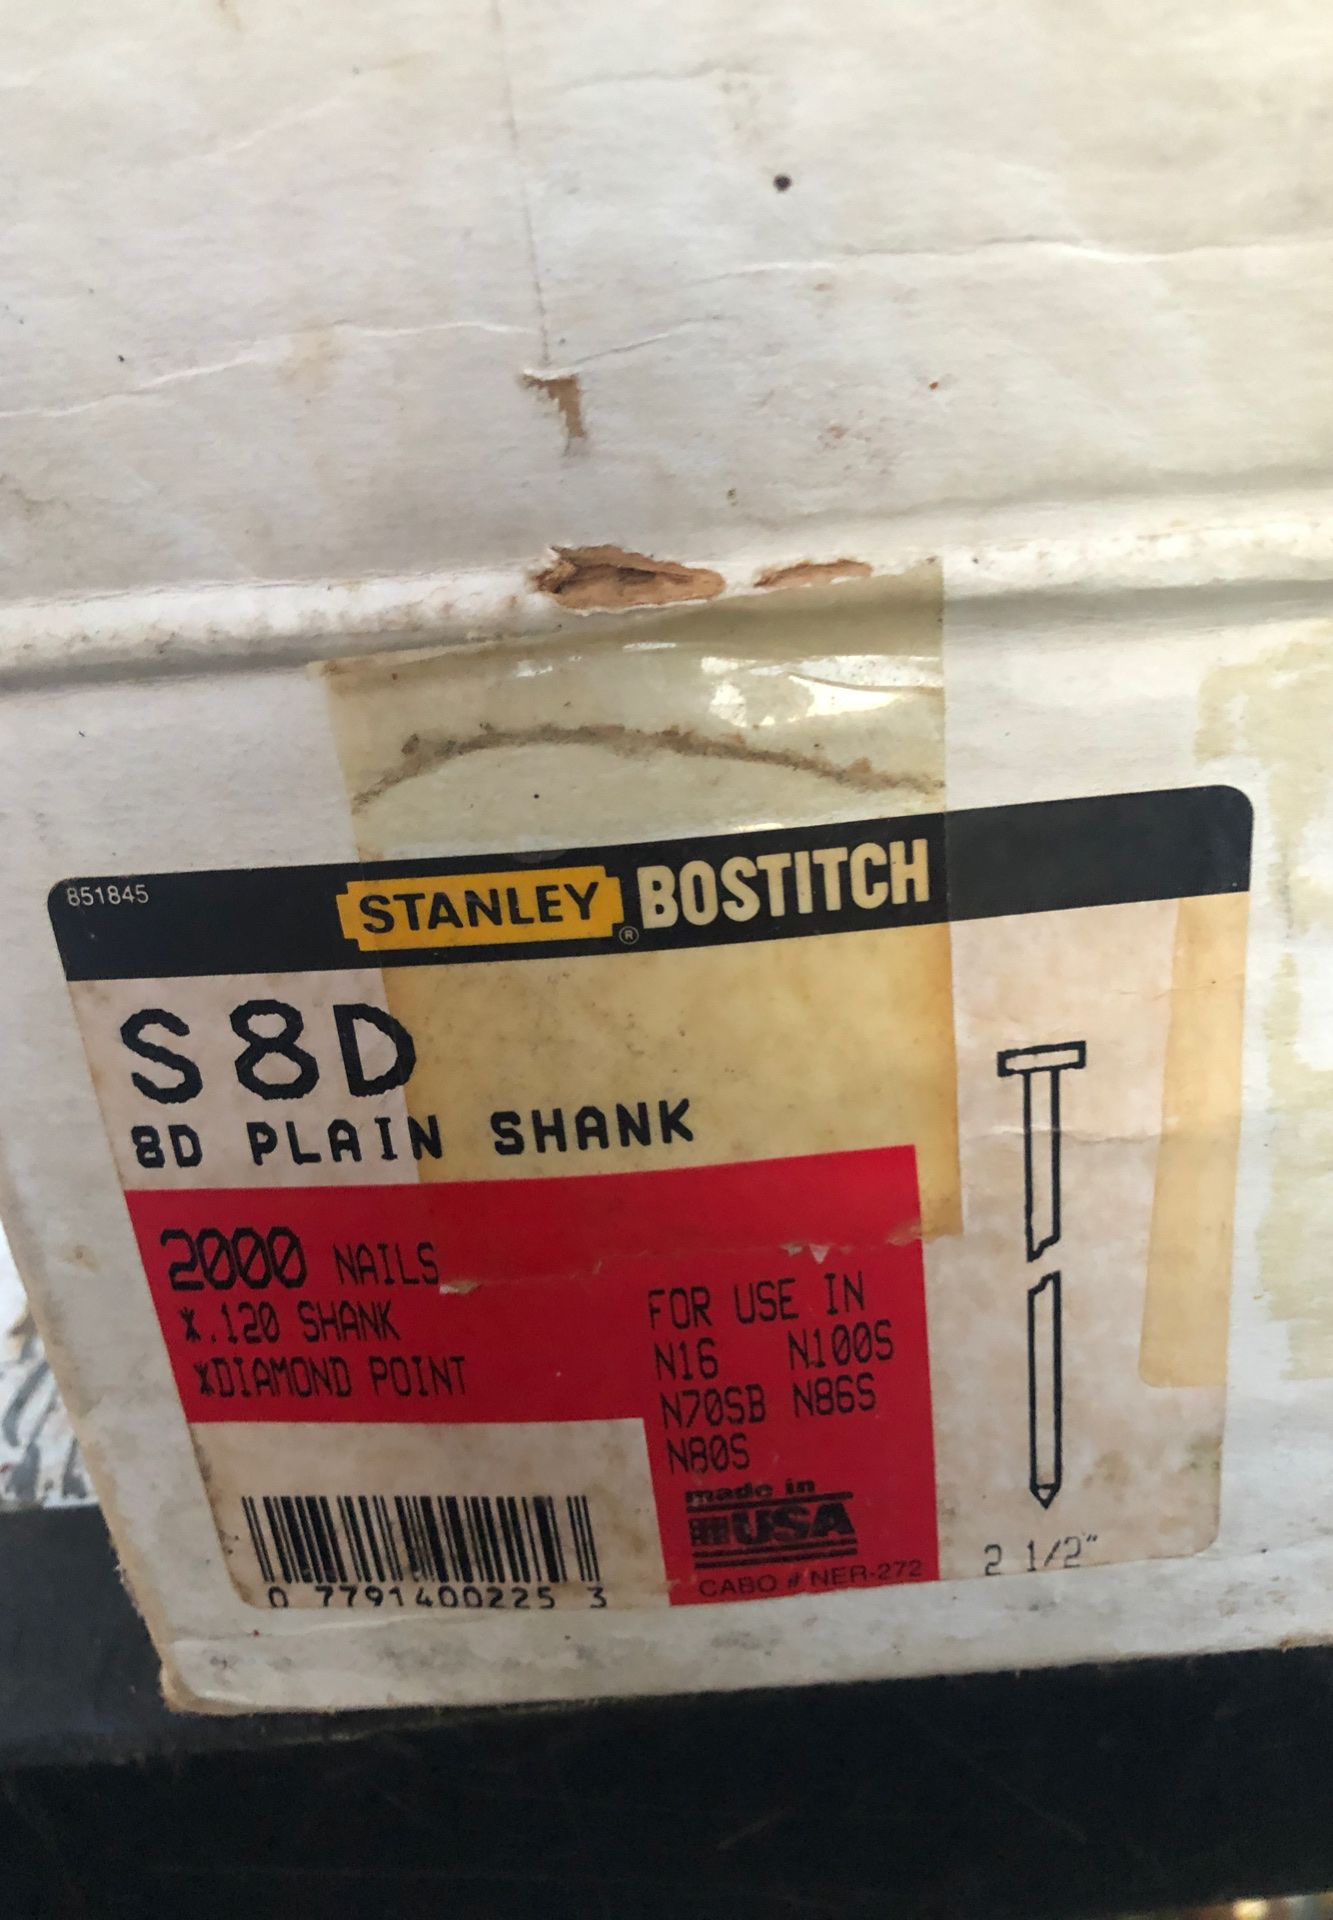 851845
STANLEY® BOSTITCH
S8D
8D PLAIN SHANK
2000 NAILS
*.120 SHANK
*DIAMOND POINT
FOR USE IN
N16 N100S
N70SB N86S
N80S
made in
USA
CABO # NER-272
0 7791400225 3
2 1/2"